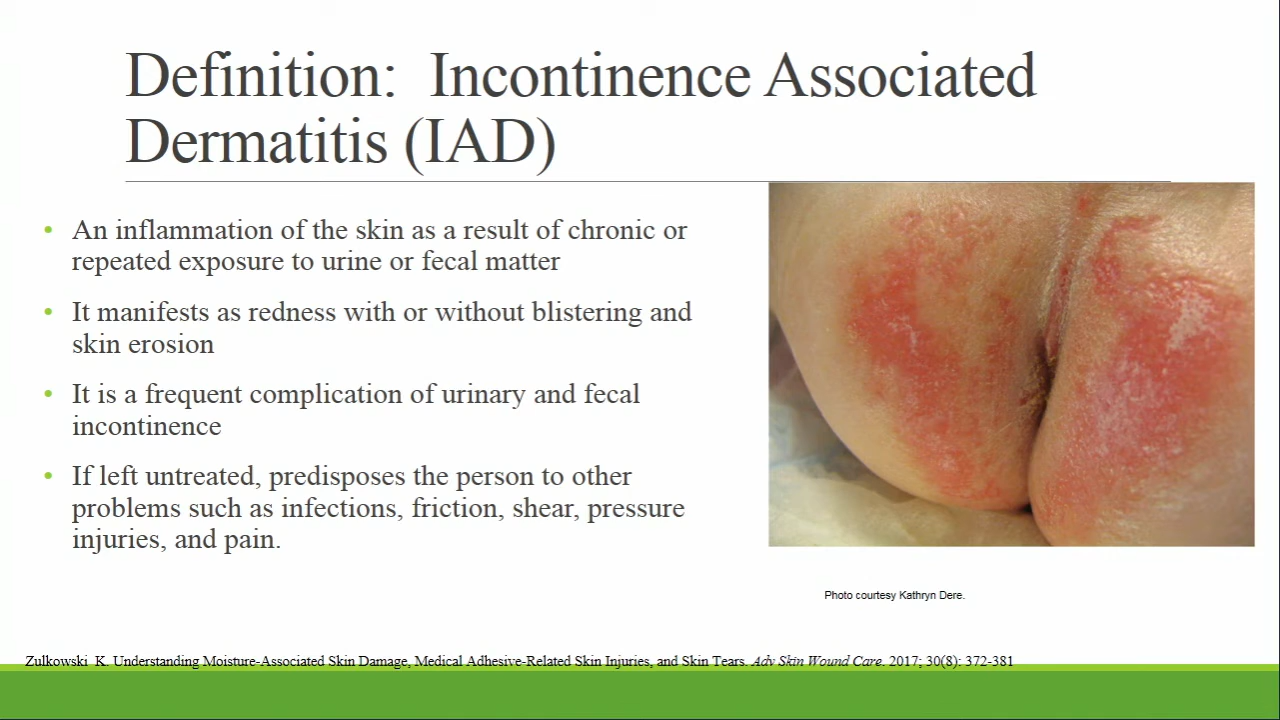 Definition:  Incontinence Associated
Dermatitis (IAD)
• An inflammation of the skin as a result of chronic or
repeated exposure to urine or fecal matter
• It manifests as redness with or without blistering and
skin erosion
• It is a frequent complication of urinary and fecal
incontinence
• If left untreated, predisposes the person to other
problems such as infections, friction, shear, pressure
injuries, and pain.
Photo courtesy Kathryn Dere.
Zulkowski  K. Understanding Moisture-Associated Skin Damage, Medical Adhesive-Related Skin Injuries, and Skin Tears. Adv Skin Wound Care. 2017; 30(8): 372-381